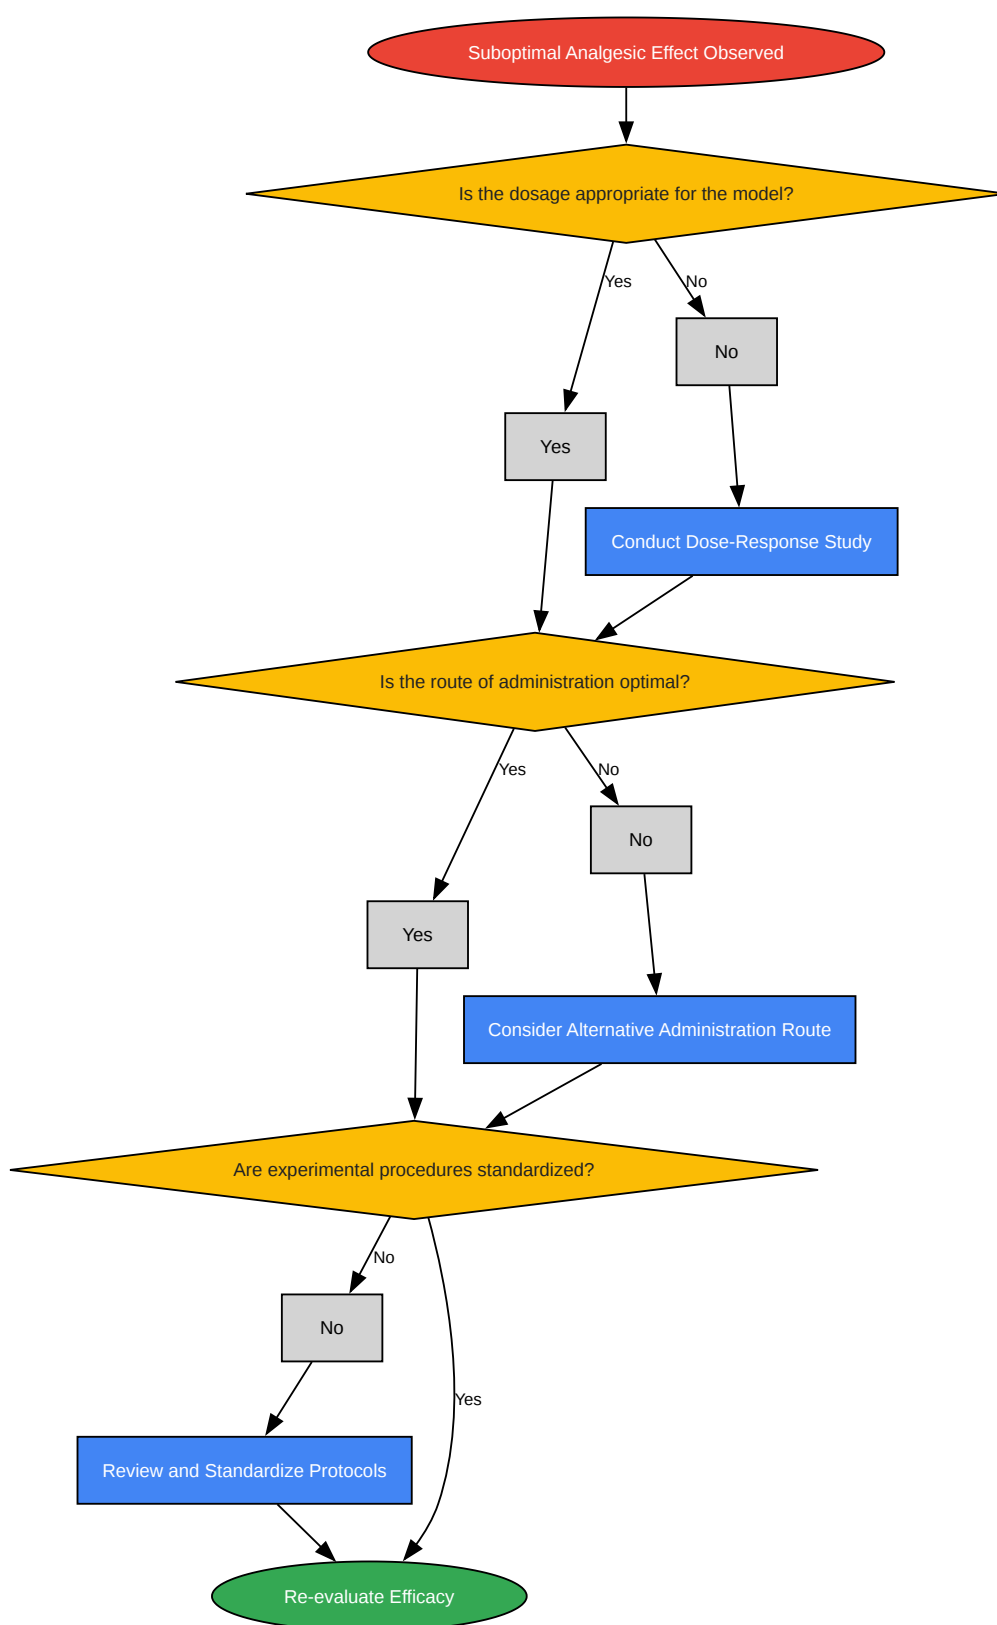 Suboptimal Analgesic Effect Observed
Is the dosage appropriate for the model?
Yes
No
No
Yes
Conduct Dose-Response Study
Is the route of administration optimal?
Yes
No
No
Yes
Consider Alternative Administration Route
Are experimental procedures standardized?
No
No
Yes
Review and Standardize Protocols
Re-evaluate Efficacy